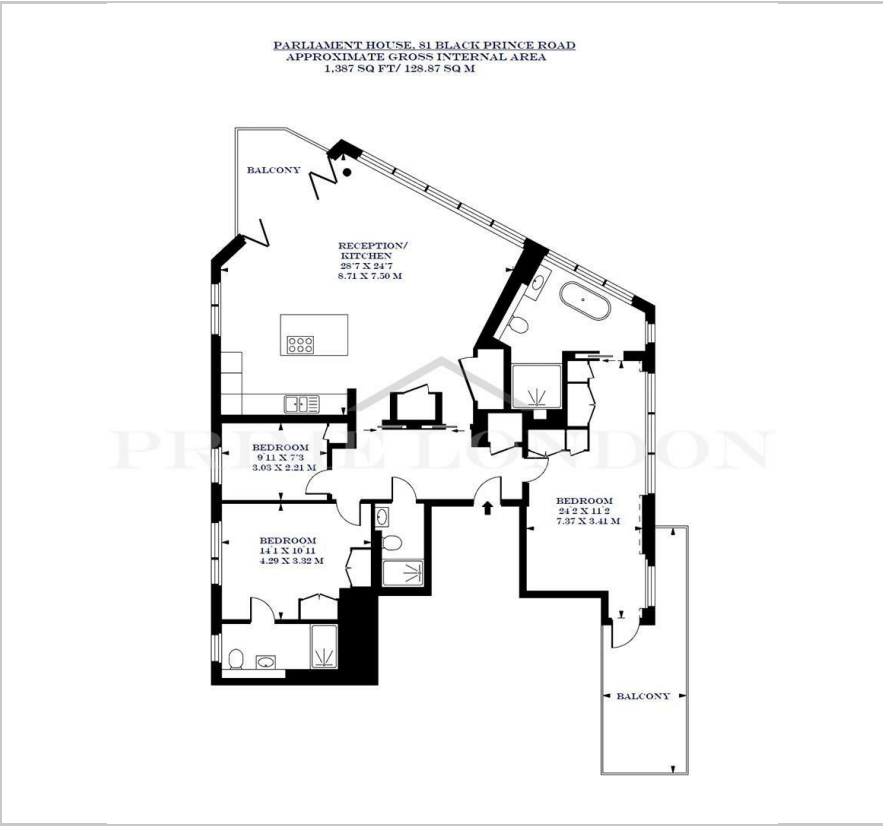 PARLIAMENT HOUSE, 81 BLACK PRINCE ROAD
APPROXIMATE GROSS INTERNAL AREA
1,387 SQ FT/ 128.87 SQ M
BALCONY
RECEPTION/
KITCHEN
28'7 X 24'7
8.71 X 7.50 M
PRIME LONDON
BEDROOM
9'11 X 7'3
3.03 X 2.21 M
BEDROOM
24'2 X 11'2
7.37 X 3.41 M
BEDROOM
14'1 X 10'11
4.29 X 3.32 M
BALCONY